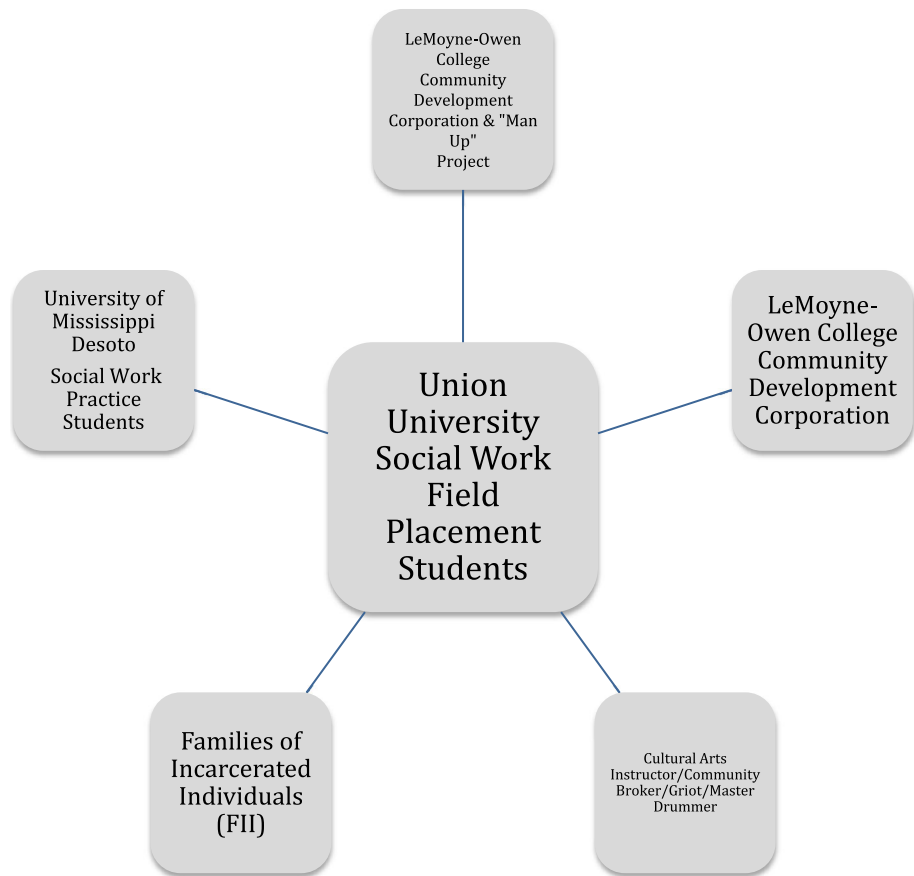 LeMoyne-Owen
College
Community
Development
Corporation & "Man
Up"
Project
University of
Mississippi
Desoto
Social Work
Practice
Students
LeMoyne-
Owen College
Community
Development
Corporation
Union
University
Social Work
Field
Placement
Students
Families of
Incarcerated
Individuals
(FII)
Cultural Arts
Instructor/Community
Broker/Griot/Master
Drummer